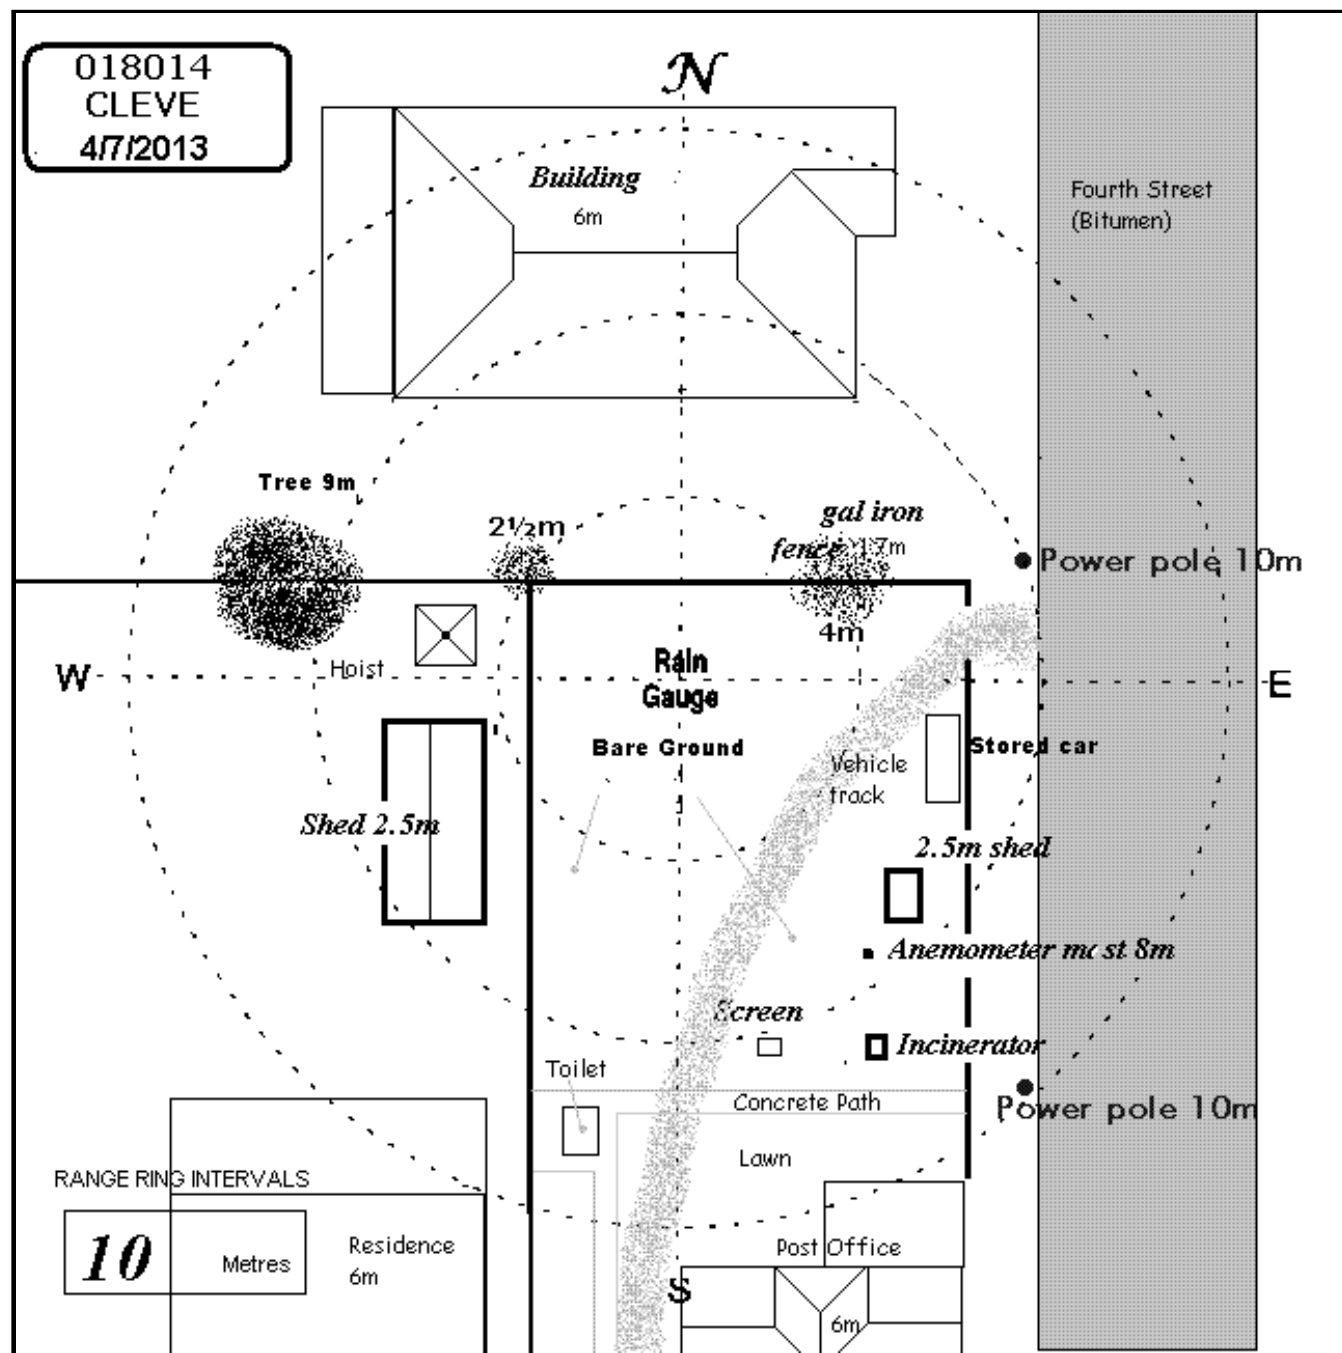 018014
CLEVE
4/7/2013
N
Building
6m
Fourth Street
(Bitumen)
Tree 9m
2½m
gal iron
fence 1.7m
Power pole 10m
4m
Hoist
Rain
Gauge
W
E
Bare Ground
Stored car
Vehicle
track
Shed 2.5m
2.5m shed
Anemometer mast 8m
Screen
Incinerator
Toilet
Concrete Path
Power pole 10m
Lawn
RANGE RING INTERVALS
10 Metres
Residence
6m
Post Office
S
6m